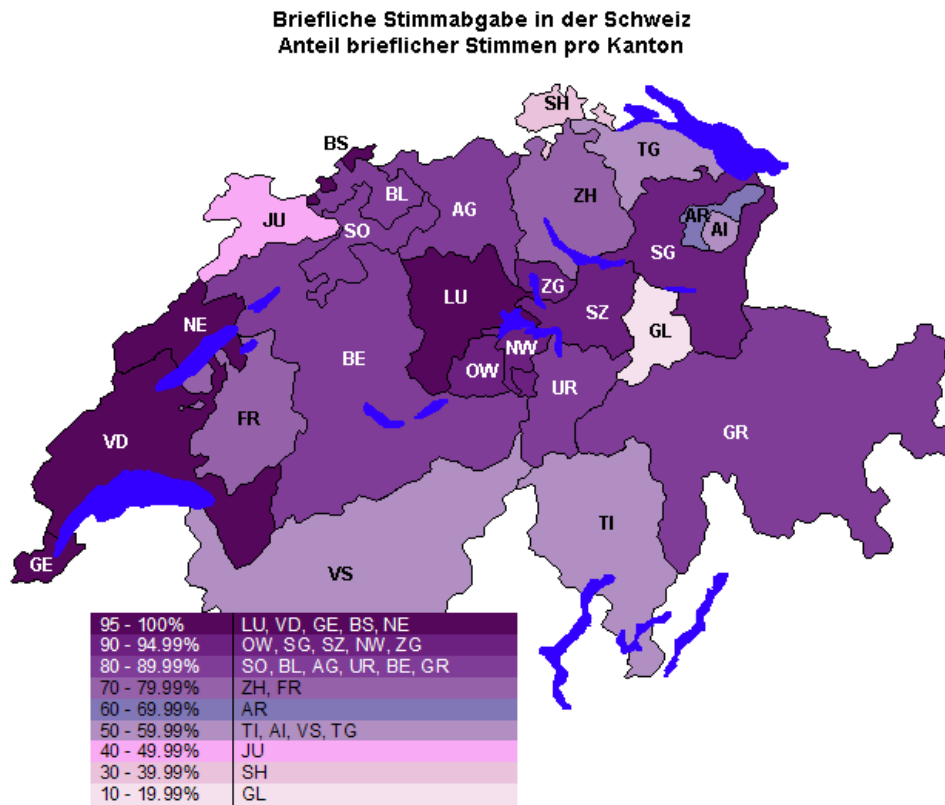 Briefliche Stimmabgabe in der Schweiz
Anteil brieflicher Stimmen pro Kanton
SH
BS
TG
BL
ZH
JU
AG
AR
AI
SO
SG
ZG
LU
SZ
NE
GL
NW
BE
OW
UR
FR
GR
VD
TI
GE
VS
95 - 100% LU, VD, GE, BS, NE
90 - 94.99% OW, SG, SZ, NW, ZG
80 - 89.99% SO, BL, AG, UR, BE, GR
70 - 79.99% ZH, FR
60 - 69.99% AR
50 - 59.99% TI, AI, VS, TG
40 - 49.99% JU
30 - 39.99% SH
10 - 19.99% GL